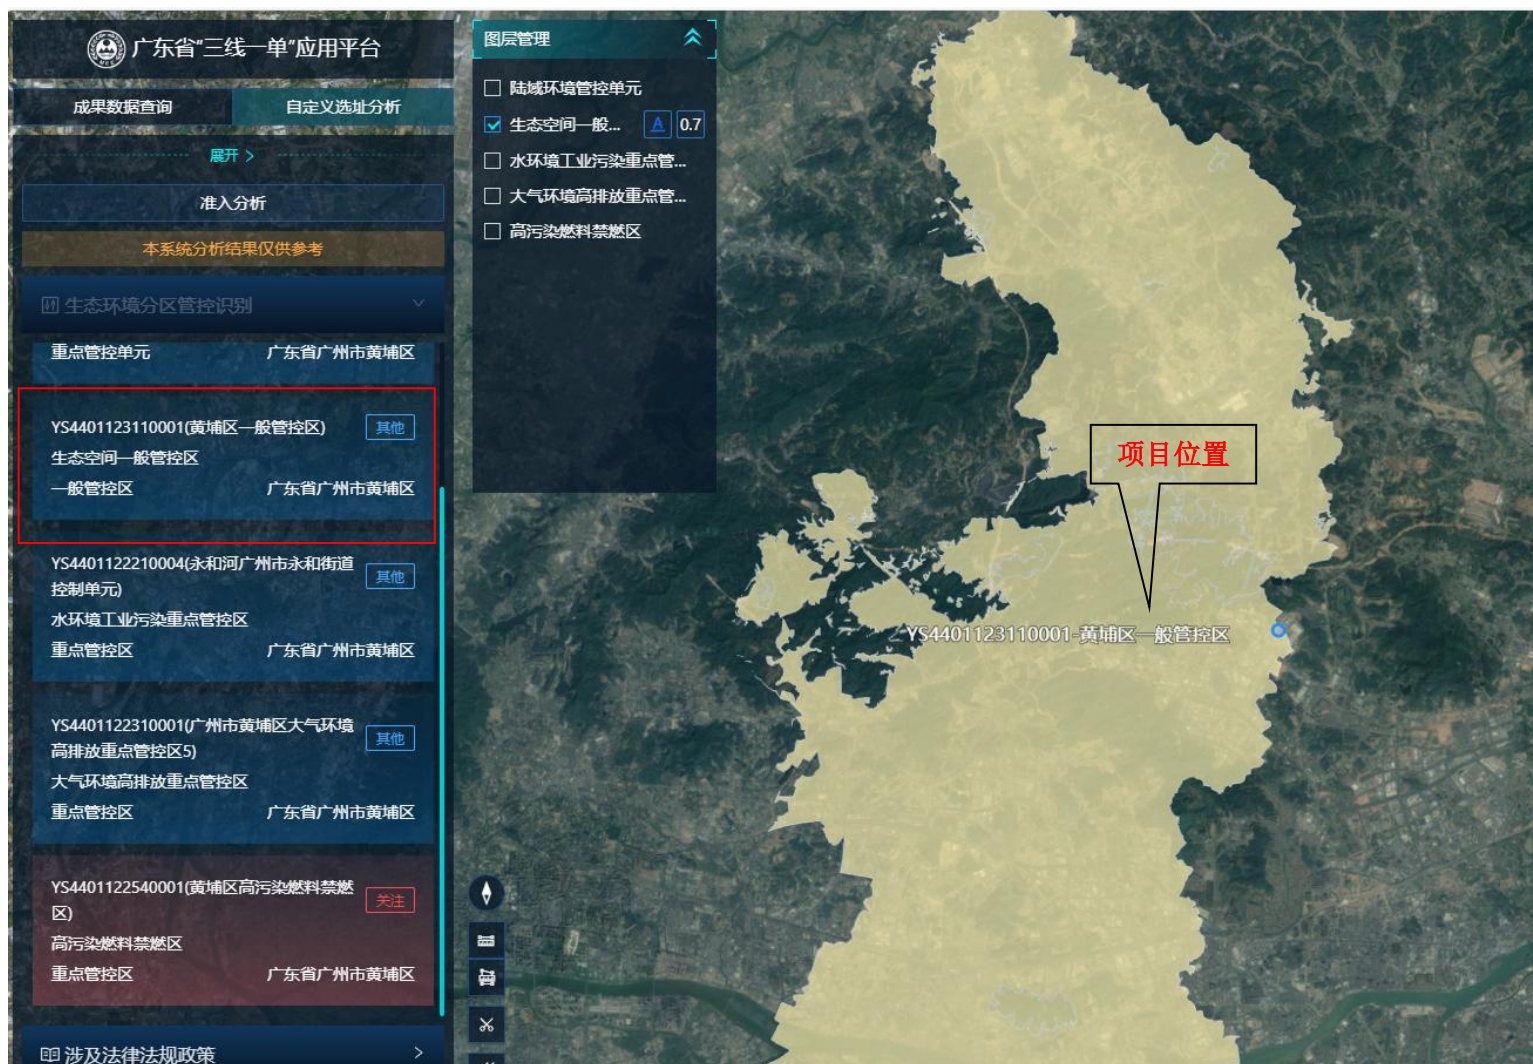 广东省“三线一单”应用平台
成果数据查询
自定义选址分析
展开 >
准入分析
本系统分析结果仅供参考
生态环境分区管控识别
重点管控单元 广东省广州市黄埔区
YS4401123110001(黄埔区一般管控区) 其他
生态空间一般管控区
一般管控区 广东省广州市黄埔区
YS4401122210004(永和河广州市永和街道
控制单元) 其他
水环境工业污染重点管控区
重点管控区 广东省广州市黄埔区
YS4401122310001(广州市黄埔区大气环境
高排放重点管控区5) 其他
大气环境高排放重点管控区
重点管控区 广东省广州市黄埔区
YS4401122540001(黄埔区高污染燃料禁燃
区) 关注
高污染燃料禁燃区
重点管控区 广东省广州市黄埔区
涉及法律法规政策 >
图层管理
陆域环境管控单元
生态空间一般... A 0.7
水环境工业污染重点管...
大气环境高排放重点管...
高污染燃料禁燃区
项目位置
YS4401123110001-黄埔区一般管控区